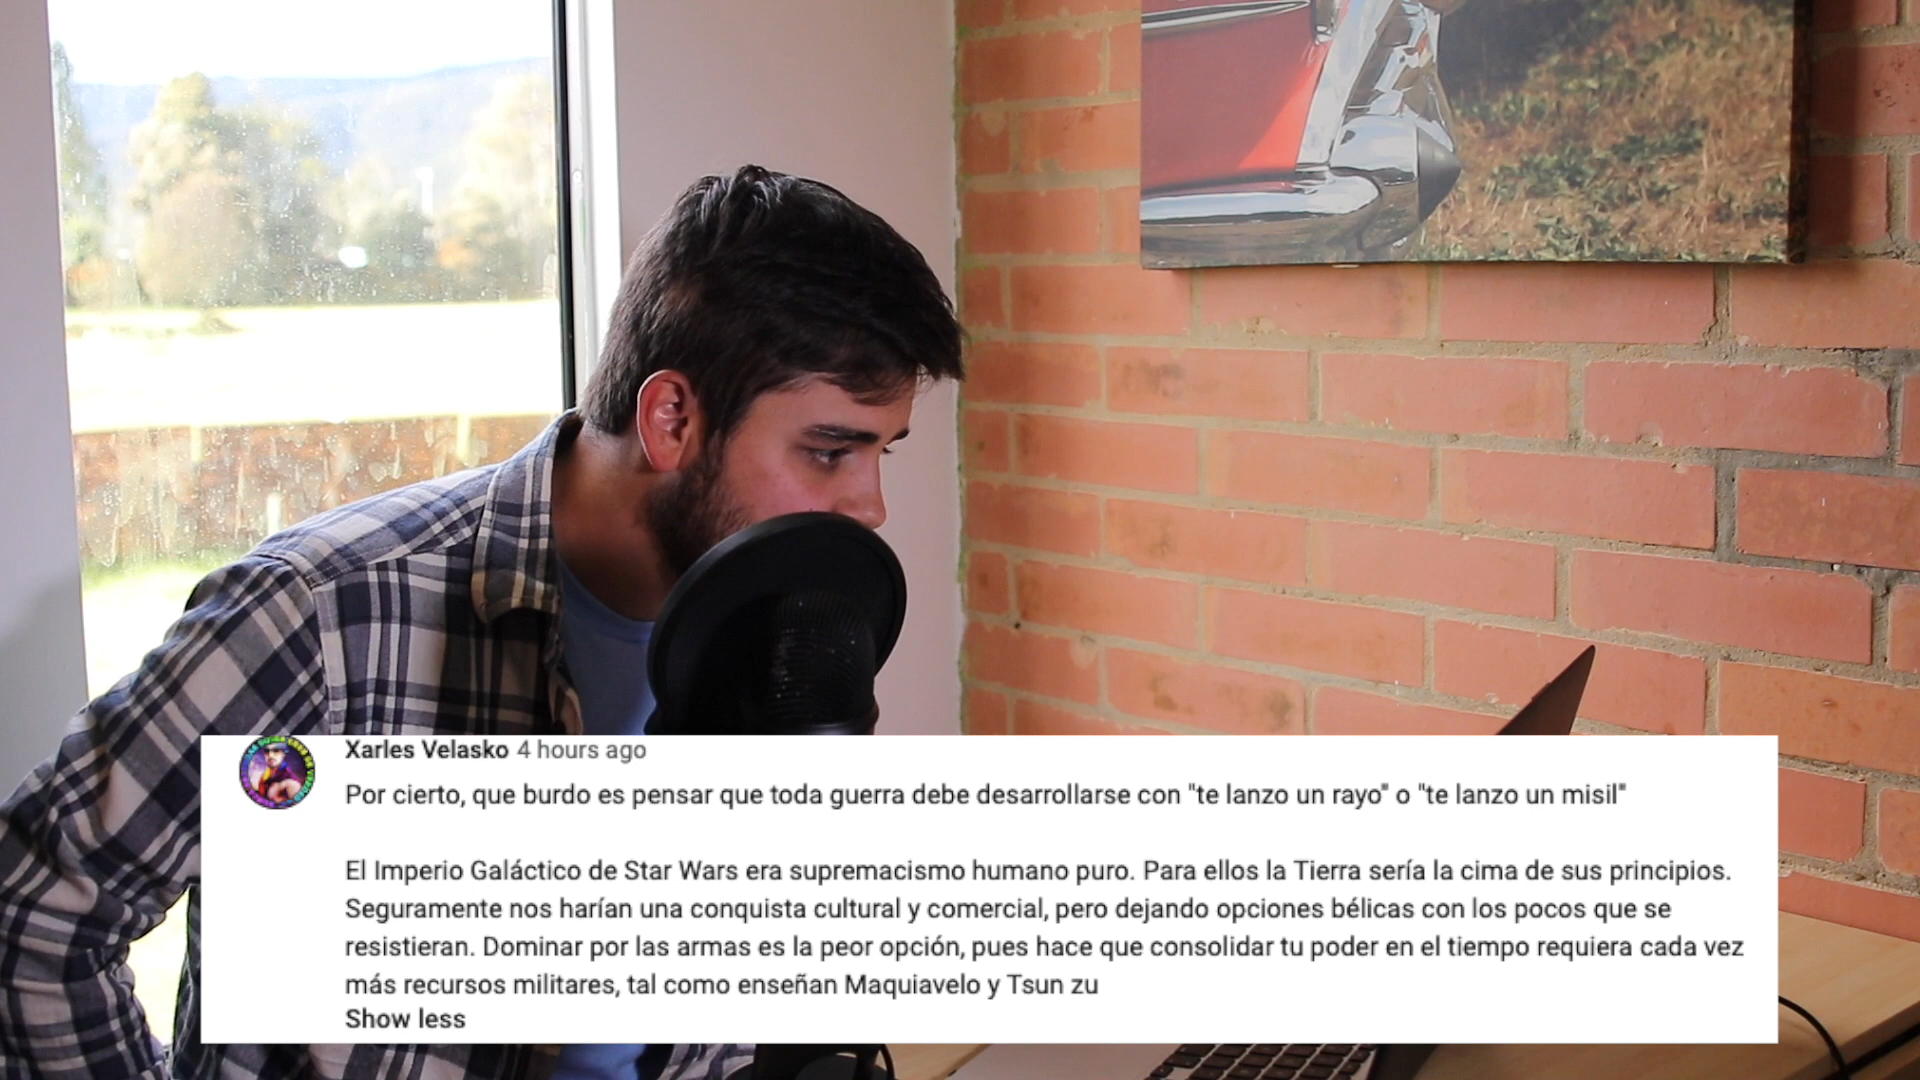 Xarles Velasko 4 hours ago
Por cierto, que burdo es pensar que toda guerra debe desarrollarse con "te lanzo un rayo" o "te lanzo un misil"
El Imperio Galáctico de Star Wars era supremacismo humano puro. Para ellos la Tierra sería la cima de sus principios.
Seguramente nos harían una conquista cultural y comercial, pero dejando opciones bélicas con los pocos que se
resistieran. Dominar por las armas es la peor opción, pues hace que consolidar tu poder en el tiempo requiera cada vez
más recursos militares, tal como enseñan Maquiavelo y Tsun zu
Show less